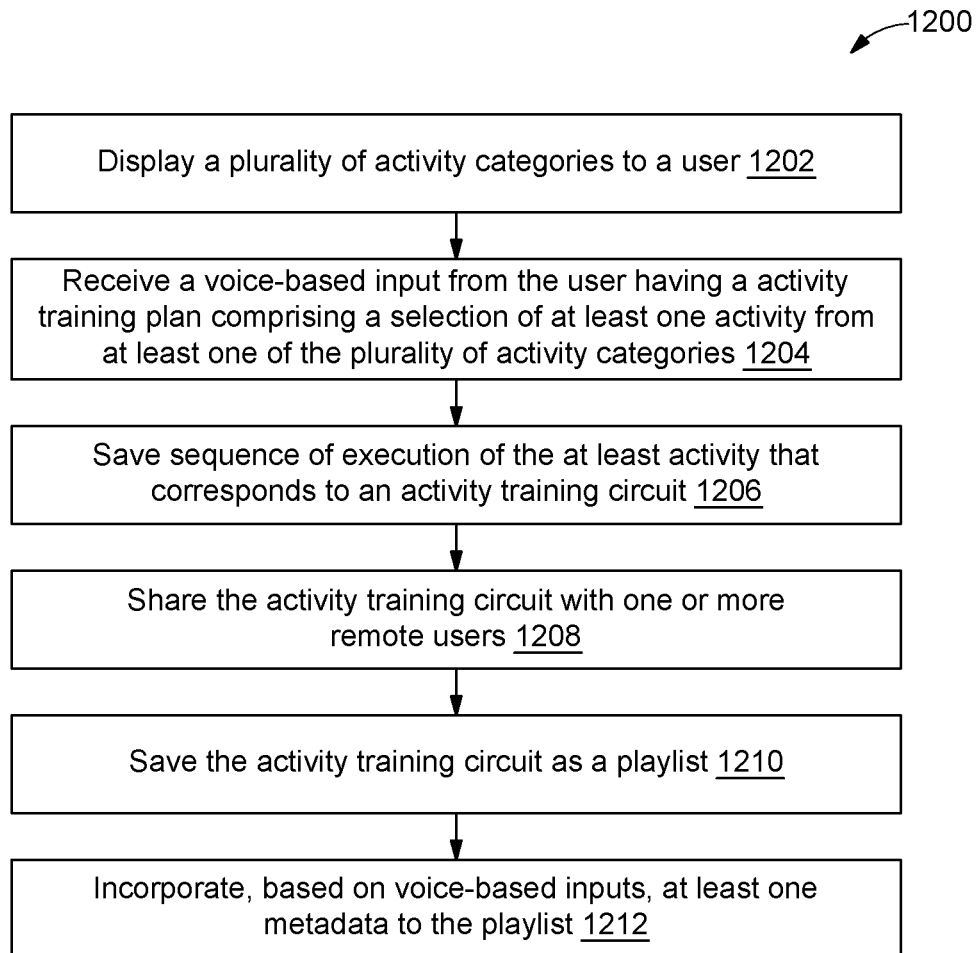 1200
Display a plurality of activity categories to a user 1202
Receive a voice-based input from the user having a activity
training plan comprising a selection of at least one activity from
at least one of the plurality of activity categories 1204
Save sequence of execution of the at least activity that
corresponds to an activity training circuit 1206
Share the activity training circuit with one or more
remote users 1208
Save the activity training circuit as a playlist 1210
Incorporate, based on voice-based inputs, at least one
metadata to the playlist 1212